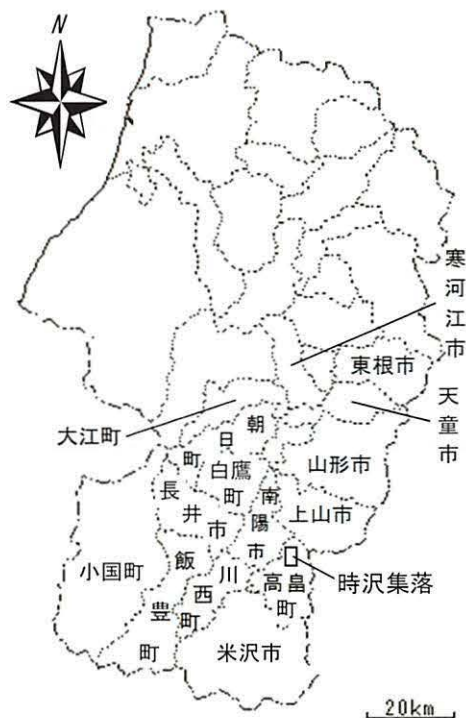 N
寒河江市
東根市
天童市
大江町
朝日町
山形市
白鷹町
南陽市
上山市
長井市
小国町
飯豊町
川西町
高畠町
時沢集落
米沢市
20km